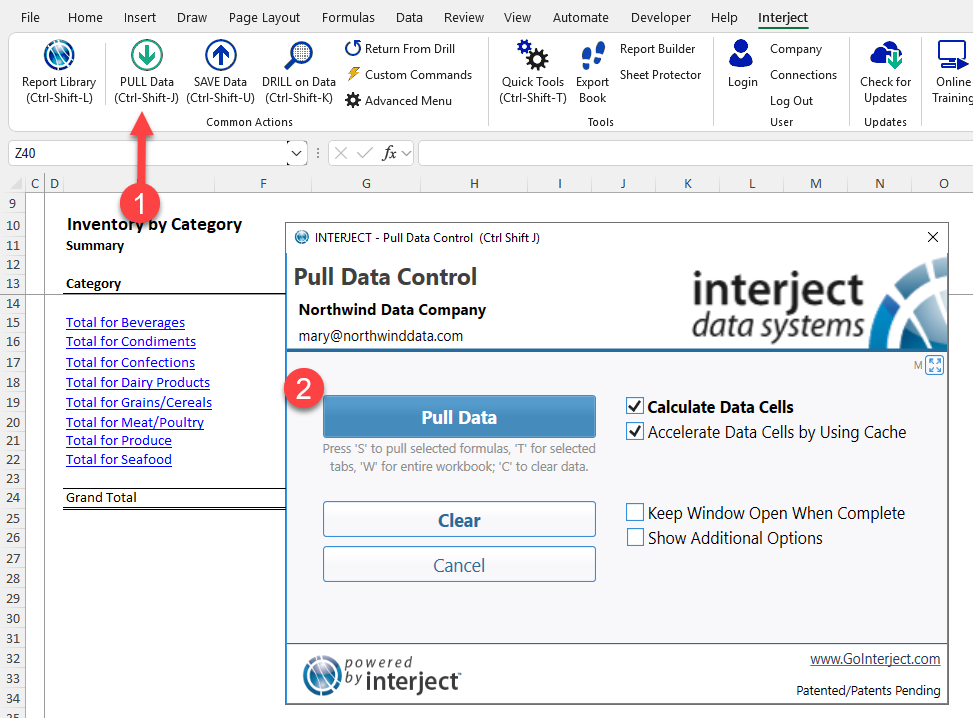 File Home Insert Draw Page Layout Formulas Data Review View Automate Developer Help Interject
Report Library
(Ctrl-Shift-L)
PULL Data
(Ctrl-Shift-J)
SAVE Data
(Ctrl-Shift-U)
DRILL on Data
(Ctrl-Shift-K)
Return From Drill
Custom Commands
Advanced Menu
Common Actions
Quick Tools
(Ctrl-Shift-T)
Export
Book
Report Builder
Sheet Protector
Tools
Login
Company
Connections
Log Out
User
Check for
Updates
Updates
Online
Training
Z40
fx
1
C D F G H I J K L M N O
9
10 Inventory by Category
11 Summary
12
13 Category
14
15 Total for Beverages
16 Total for Condiments
17 Total for Confections
18 Total for Dairy Products
19 Total for Grains/Cereals
20 Total for Meat/Poultry
21 Total for Produce
22 Total for Seafood
23
24 Grand Total
25
26
27
28
29
30
31
32
33
34
35
INTERJECT - Pull Data Control (Ctrl Shift J)
Pull Data Control
Northwind Data Company
mary@northwinddata.com
interject
data systems
M
2
Pull Data
Press 'S' to pull selected formulas, 'T' for selected
tabs, 'W' for entire workbook; 'C' to clear data.
Clear
Cancel
Calculate Data Cells
Accelerate Data Cells by Using Cache
Keep Window Open When Complete
Show Additional Options
powered
by interject™
www.GoInterject.com
Patented/Patents Pending